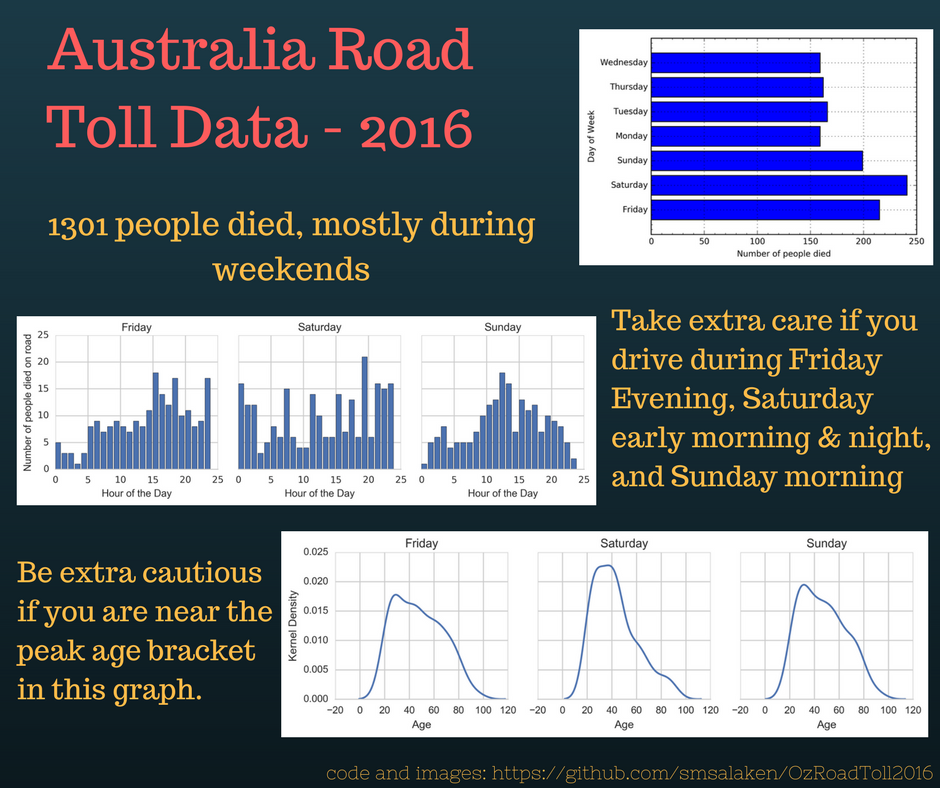 Australia Road
Toll Data - 2016
1301 people died, mostly during
weekends
Day of Week
Wednesday
Thursday
Tuesday
Monday
Sunday
Saturday
Friday
0 50 100 150 200 250
Number of people died
Number of people died on road
Friday Saturday Sunday
25
20
15
10
5
0
0 5 10 15 20 25 0 5 10 15 20 25 0 5 10 15 20 25
Hour of the Day Hour of the Day Hour of the Day
Take extra care if you
drive during Friday
Evening, Saturday
early morning & night,
and Sunday morning
Be extra cautious
if you are near the
peak age bracket
in this graph.
Kernel Density
Friday Saturday Sunday
0.025
0.020
0.015
0.010
0.005
0.000
−20 0 20 40 60 80 100 120 −20 0 20 40 60 80 100 120 −20 0 20 40 60 80 100 120
Age Age Age
code and images: https://github.com/smsalaken/OzRoadToll2016